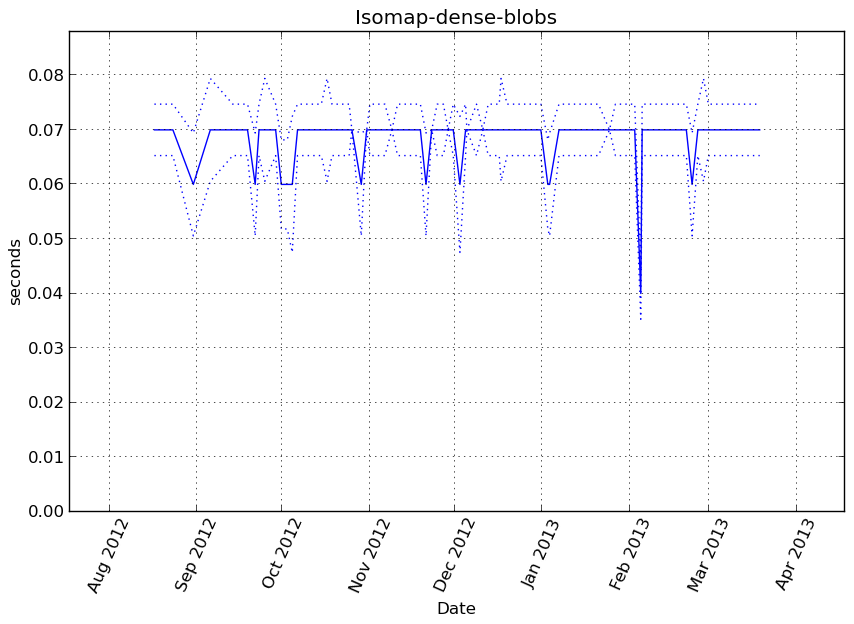 Isomap-dense-blobs
0.08
0.07
0.06
0.05
0.04
0.03
0.02
0.01
0.00
seconds
Aug 2012
Sep 2012
Oct 2012
Nov 2012
Dec 2012
Jan 2013
Feb 2013
Mar 2013
Apr 2013
Date